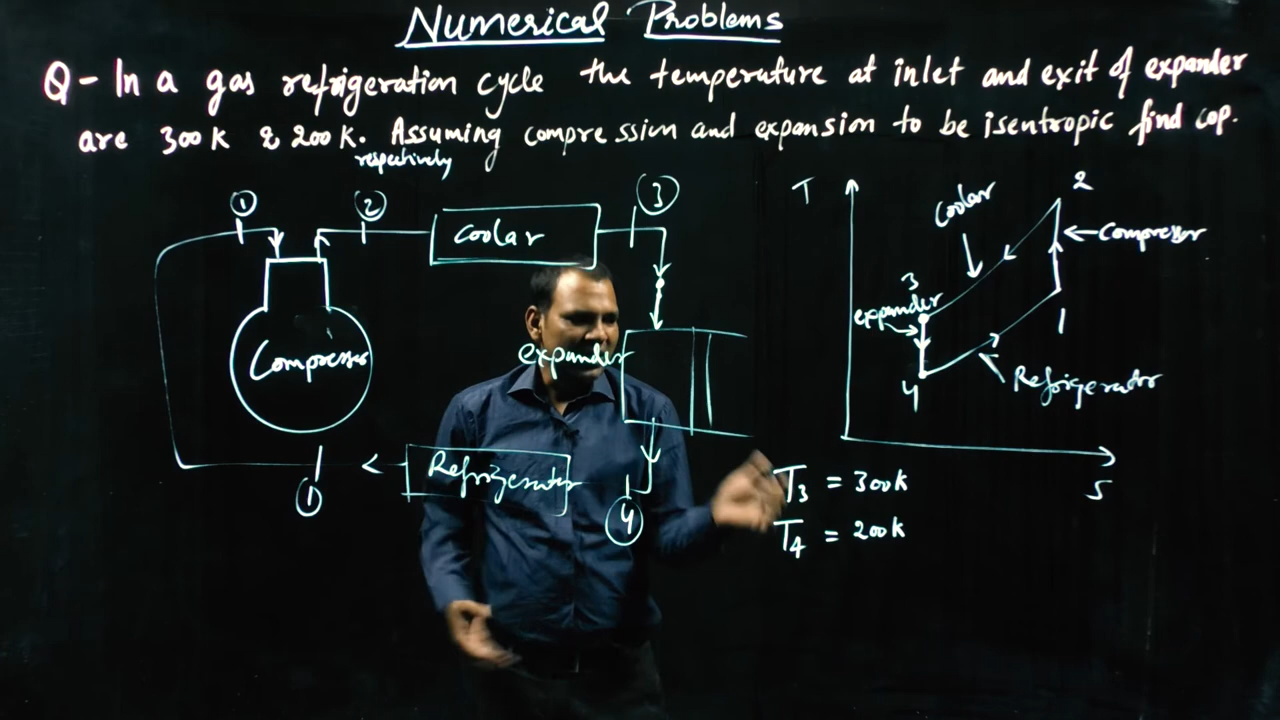 Numerical Problems
Q - In a gas refrigeration cycle the temperature at inlet and exit of expander
are 300 K & 200 K. Assuming compression and expansion to be isentropic find cop.
respectively
①
②
③
Coolar
Compressor
expander
Refrigerator
①
④
T
2
Coolar
Compressor
3
expander
1
4
Refrigerator
S
T3 = 300k
T4 = 200k